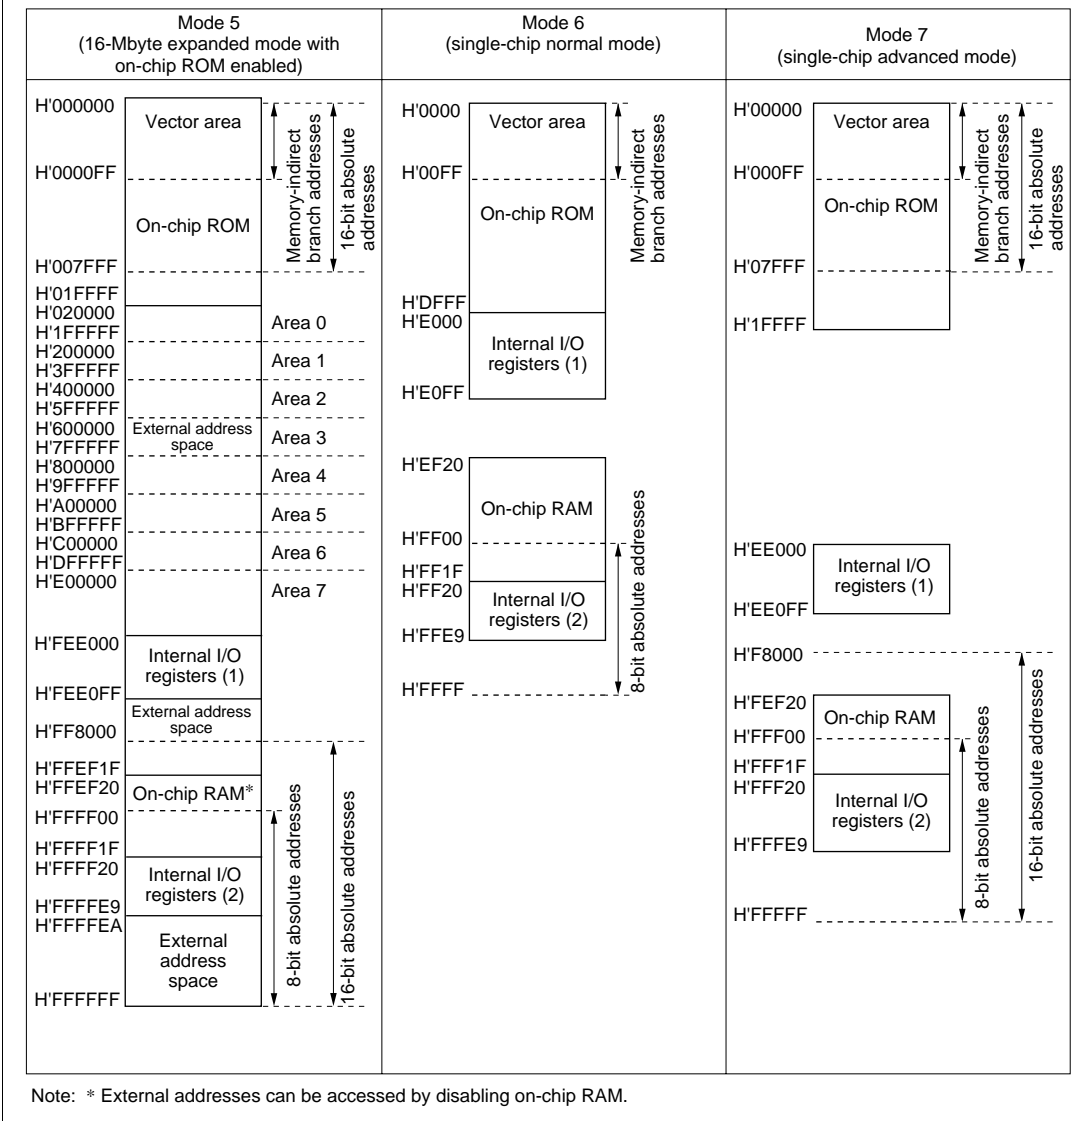 Mode 5
(16-Mbyte expanded mode with
on-chip ROM enabled)
H'000000
Vector area
H'0000FF
On-chip ROM
H'007FFF
H'01FFFF
H'020000
H'1FFFFF
H'200000
H'3FFFFF
H'400000
H'5FFFFF
H'600000
H'7FFFFF
H'800000
H'9FFFFF
H'A00000
H'BFFFFF
H'C00000
H'DFFFFF
H'E00000
External address
space
Area 0
Area 1
Area 2
Area 3
Area 4
Area 5
Area 6
Area 7
Memory-indirect
branch addresses
16-bit absolute
addresses
H'FEE000
Internal I/O
registers (1)
H'FEE0FF
External address
space
H'FF8000
H'FFEF1F
H'FFEF20
On-chip RAM*
H'FFFF00
H'FFFF1F
H'FFFF20
Internal I/O
registers (2)
H'FFFFE9
H'FFFFEA
External
address
space
H'FFFFFF
8-bit absolute addresses
16-bit absolute addresses
Mode 6
(single-chip normal mode)
H'0000
Vector area
H'00FF
On-chip ROM
Memory-indirect
branch addresses
H'DFFF
H'E000
Internal I/O
registers (1)
H'E0FF
H'EF20
On-chip RAM
H'FF00
H'FF1F
H'FF20
Internal I/O
registers (2)
H'FFE9
H'FFFF
8-bit absolute addresses
Mode 7
(single-chip advanced mode)
H'00000
Vector area
H'000FF
On-chip ROM
H'07FFF
H'1FFFF
Memory-indirect
branch addresses
16-bit absolute
addresses
H'EE000
Internal I/O
registers (1)
H'EE0FF
H'F8000
H'FEF20
On-chip RAM
H'FFF00
H'FFF1F
H'FFF20
Internal I/O
registers (2)
H'FFFE9
H'FFFFF
8-bit absolute addresses
16-bit absolute addresses
Note: * External addresses can be accessed by disabling on-chip RAM.